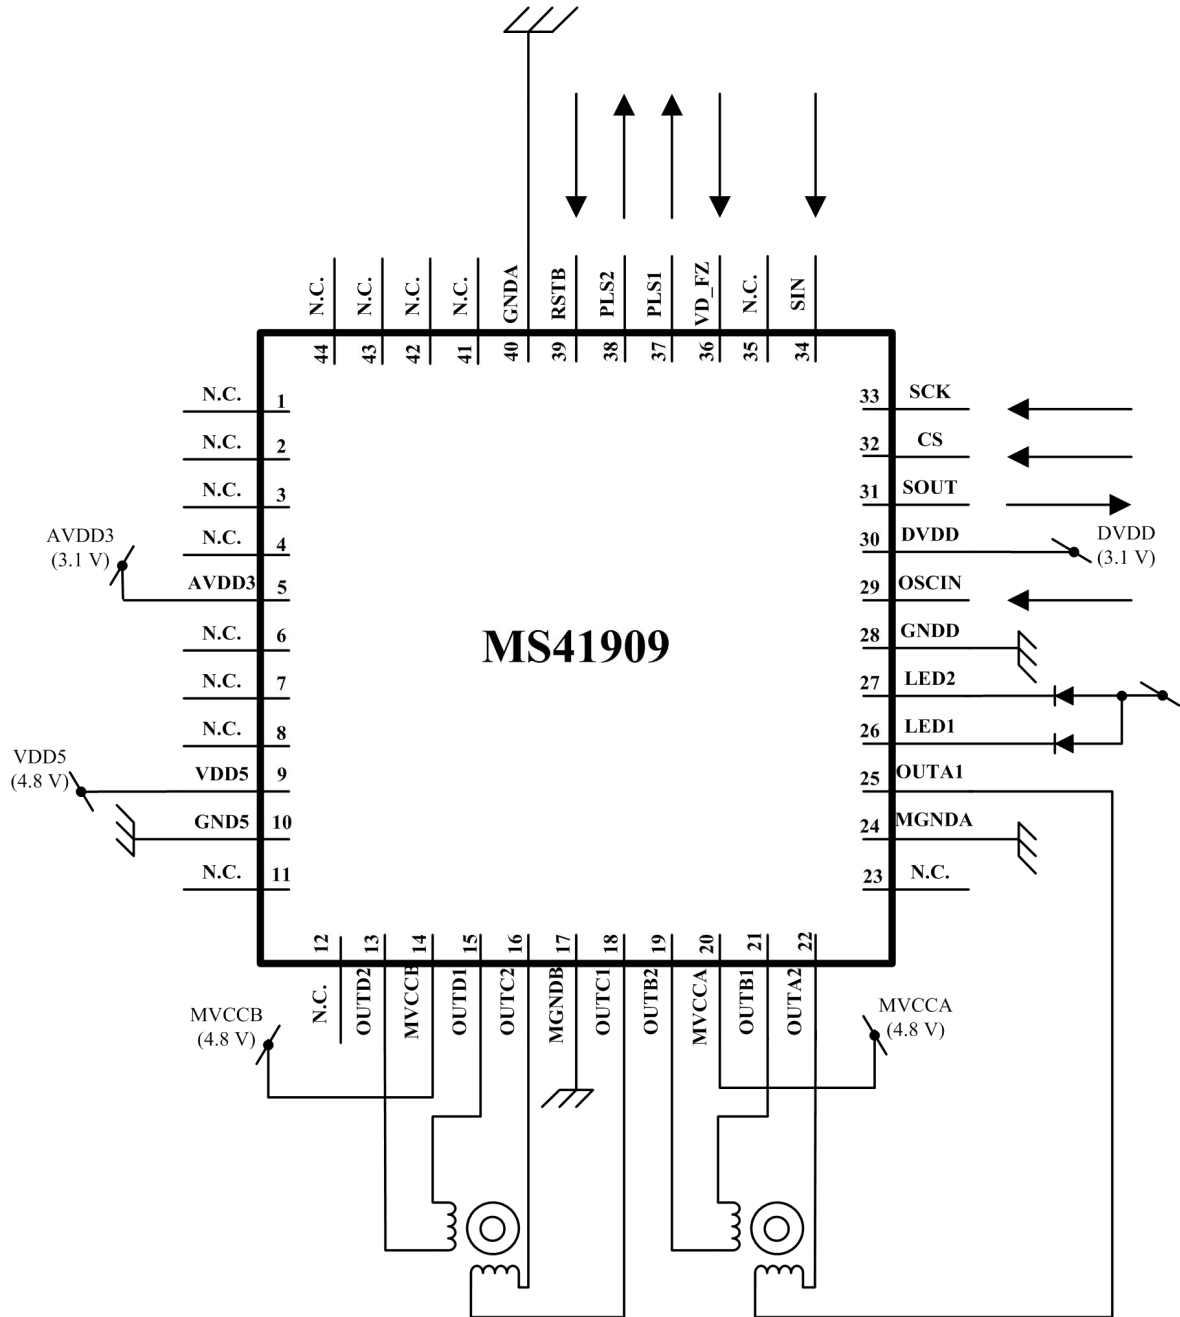 N.C.
N.C.
N.C.
N.C.
GNDA
RSTB
PLS2
PLS1
VD_FZ
N.C.
SIN
44
43
42
41
40
39
38
37
36
35
34
N.C. 1
N.C. 2
N.C. 3
N.C. 4
AVDD3
(3.1 V)
AVDD3 5
N.C. 6
N.C. 7
N.C. 8
VDD5
(4.8 V)
VDD5 9
GND5 10
N.C. 11
MS41909
33 SCK
32 CS
31 SOUT
30 DVDD
DVDD
(3.1 V)
29 OSCIN
28 GNDD
27 LED2
26 LED1
25 OUTA1
24 MGNDA
23 N.C.
12
13
14
15
16
17
18
19
20
21
22
N.C.
OUTD2
MVCCB
OUTD1
OUTC2
MGNDB
OUTC1
OUTB2
MVCCA
OUTB1
OUTA2
MVCCB
(4.8 V)
MVCCA
(4.8 V)